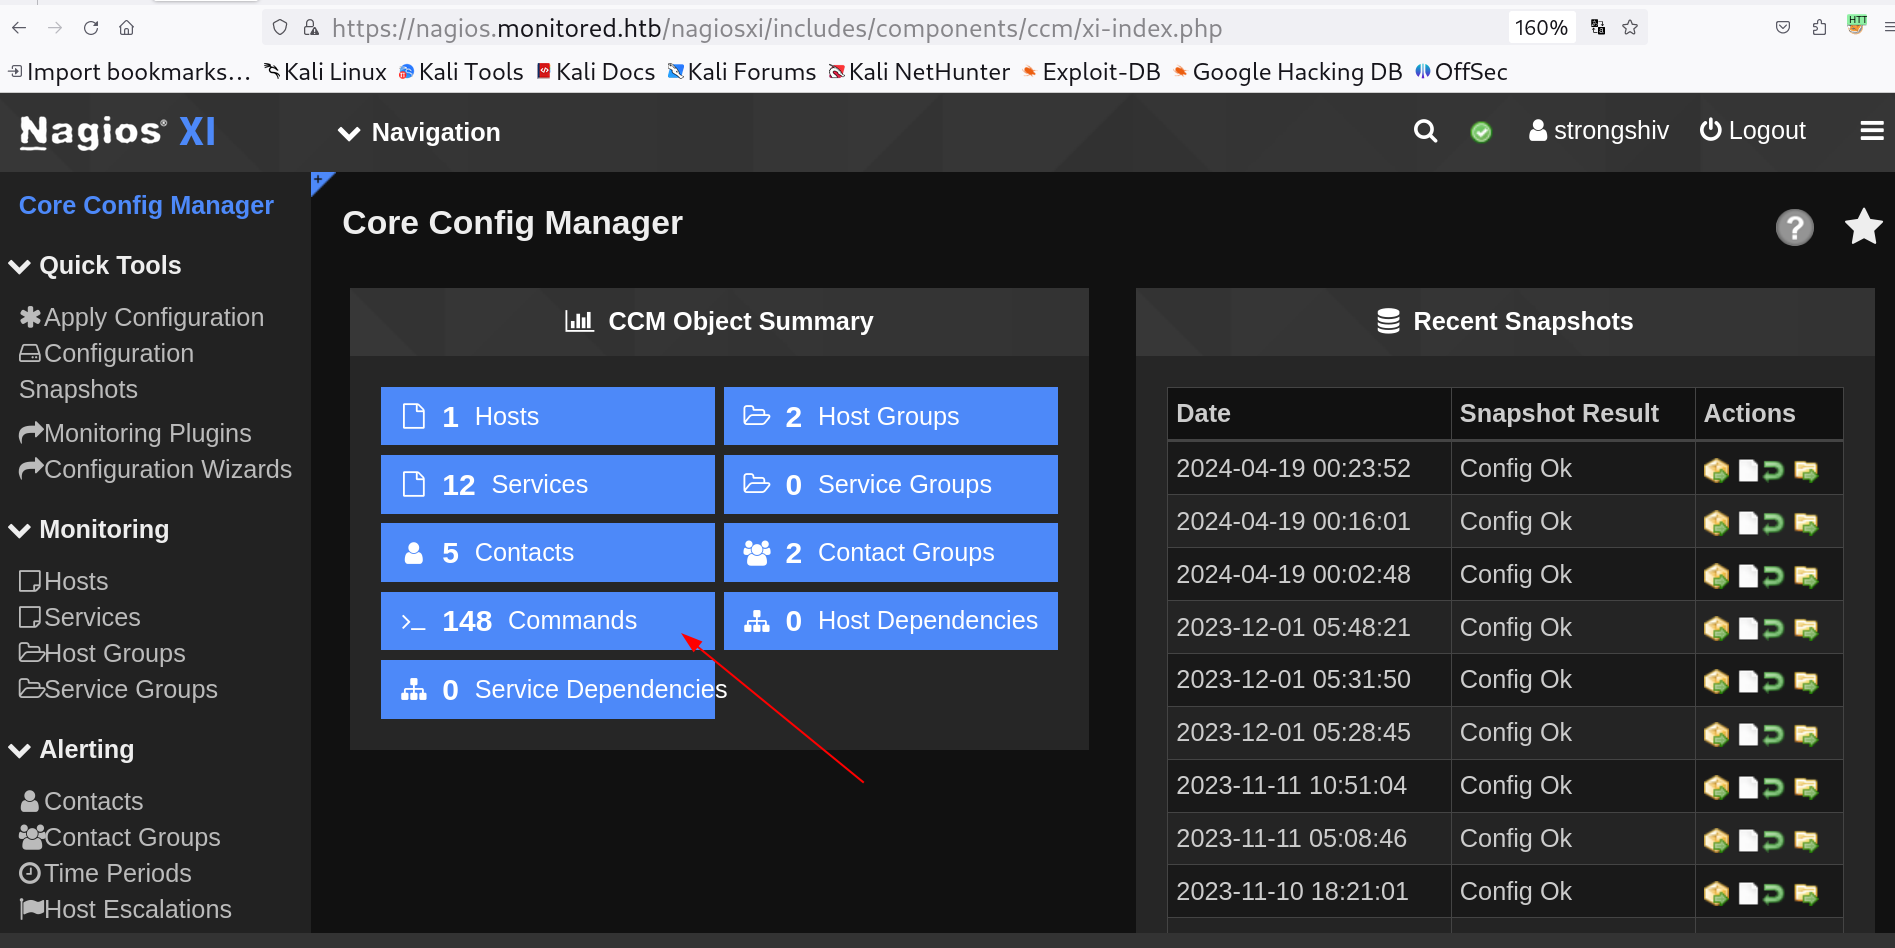 https://nagios.monitored.htb/nagiosxi/includes/components/ccm/xi-index.php 160% HTT
Import bookmarks... Kali Linux Kali Tools Kali Docs Kali Forums Kali NetHunter Exploit-DB Google Hacking DB OffSec
Nagios® XI Navigation strongshiv Logout
Core Config Manager
Quick Tools
Apply Configuration
Configuration
Snapshots
Monitoring Plugins
Configuration Wizards
Monitoring
Hosts
Services
Host Groups
Service Groups
Alerting
Contacts
Contact Groups
Time Periods
Host Escalations
Core Config Manager
CCM Object Summary
1 Hosts
2 Host Groups
12 Services
0 Service Groups
5 Contacts
2 Contact Groups
148 Commands
0 Host Dependencies
0 Service Dependencies
Recent Snapshots
Date Snapshot Result Actions
2024-04-19 00:23:52 Config Ok
2024-04-19 00:16:01 Config Ok
2024-04-19 00:02:48 Config Ok
2023-12-01 05:48:21 Config Ok
2023-12-01 05:31:50 Config Ok
2023-12-01 05:28:45 Config Ok
2023-11-11 10:51:04 Config Ok
2023-11-11 05:08:46 Config Ok
2023-11-10 18:21:01 Config Ok